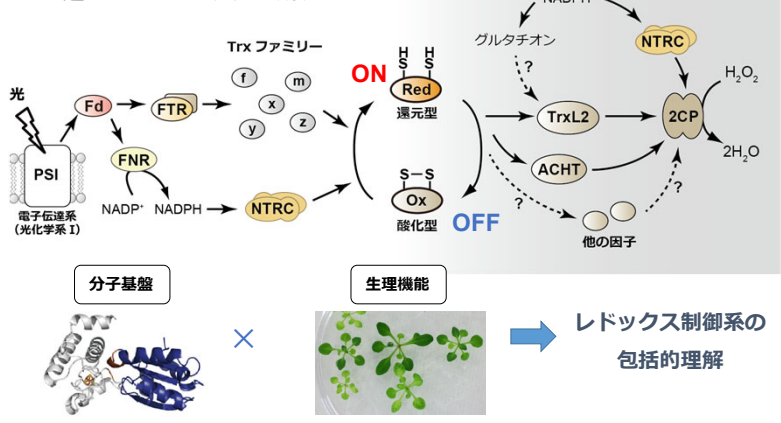 NADPH
グルタチオン
NTRC
Trx ファミリー
H H
S S
ON
Red
還元型
?
H₂O₂
光
Fd
FTR
f
m
x
y
z
TrxL2
2CP
PSI
FNR
ACHT
2H₂O
S–S
Ox
酸化型
OFF
NADP⁺
NADPH
NTRC
?
?
他の因子
電子伝達系
(光化学系Ⅰ)
分子基盤
生理機能
×
レドックス制御系の
包括的理解